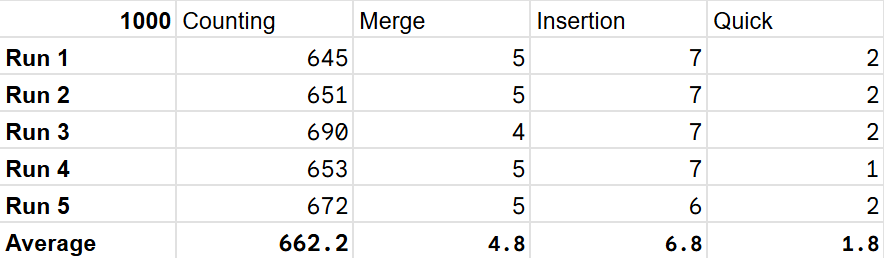 1000 Counting Merge Insertion Quick
Run 1 645 5 7 2
Run 2 651 5 7 2
Run 3 690 4 7 2
Run 4 653 5 7 1
Run 5 672 5 6 2
Average 662.2 4.8 6.8 1.8